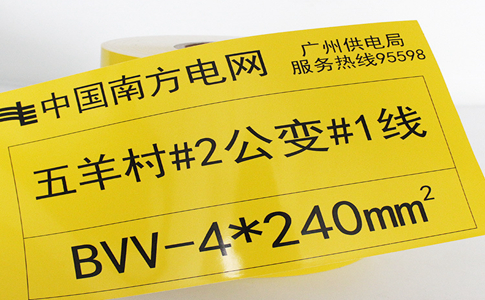 中国南方电网
广州供电局
服务热线95598
五羊村#2公变#1线
BVV-4*240mm²